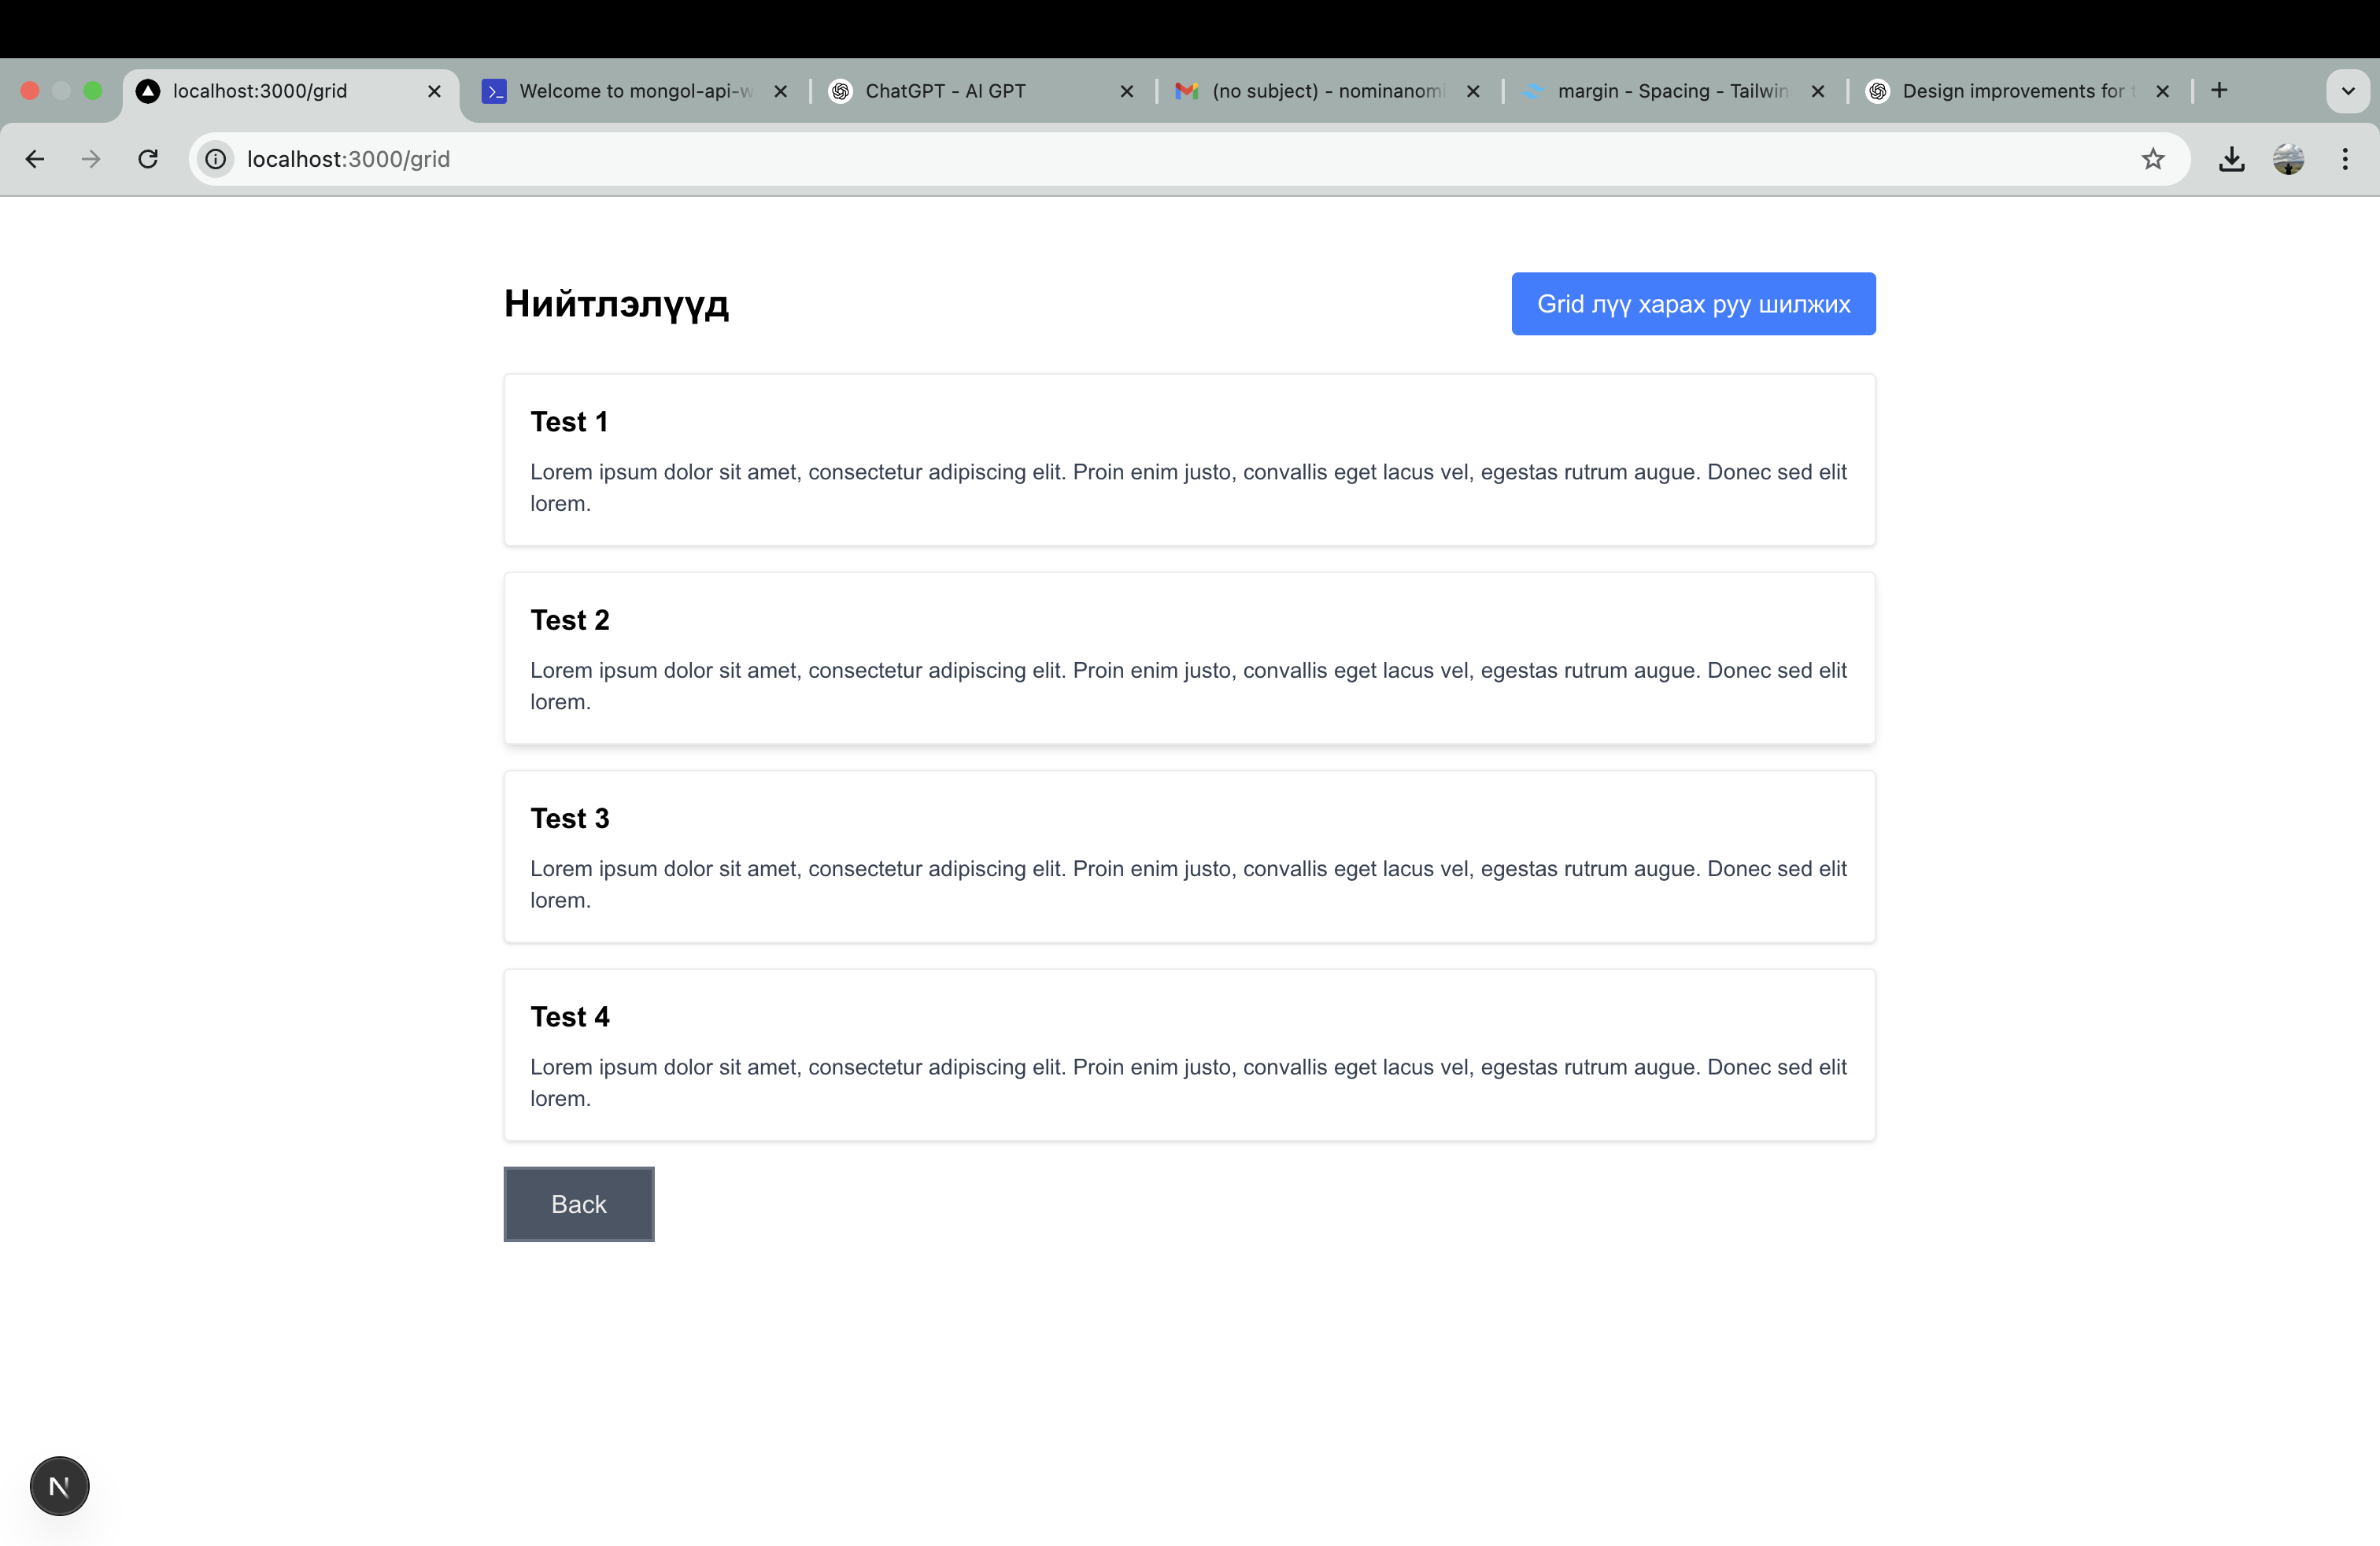 localhost:3000/grid
Welcome to mongol-api-w
ChatGPT - AI GPT
(no subject) - nominanomi
margin - Spacing - Tailwin
Design improvements for t
localhost:3000/grid
Нийтлэлүүд
Grid лүү харах руу шилжих
Test 1
Lorem ipsum dolor sit amet, consectetur adipiscing elit. Proin enim justo, convallis eget lacus vel, egestas rutrum augue. Donec sed elit
lorem.
Test 2
Lorem ipsum dolor sit amet, consectetur adipiscing elit. Proin enim justo, convallis eget lacus vel, egestas rutrum augue. Donec sed elit
lorem.
Test 3
Lorem ipsum dolor sit amet, consectetur adipiscing elit. Proin enim justo, convallis eget lacus vel, egestas rutrum augue. Donec sed elit
lorem.
Test 4
Lorem ipsum dolor sit amet, consectetur adipiscing elit. Proin enim justo, convallis eget lacus vel, egestas rutrum augue. Donec sed elit
lorem.
Back
N